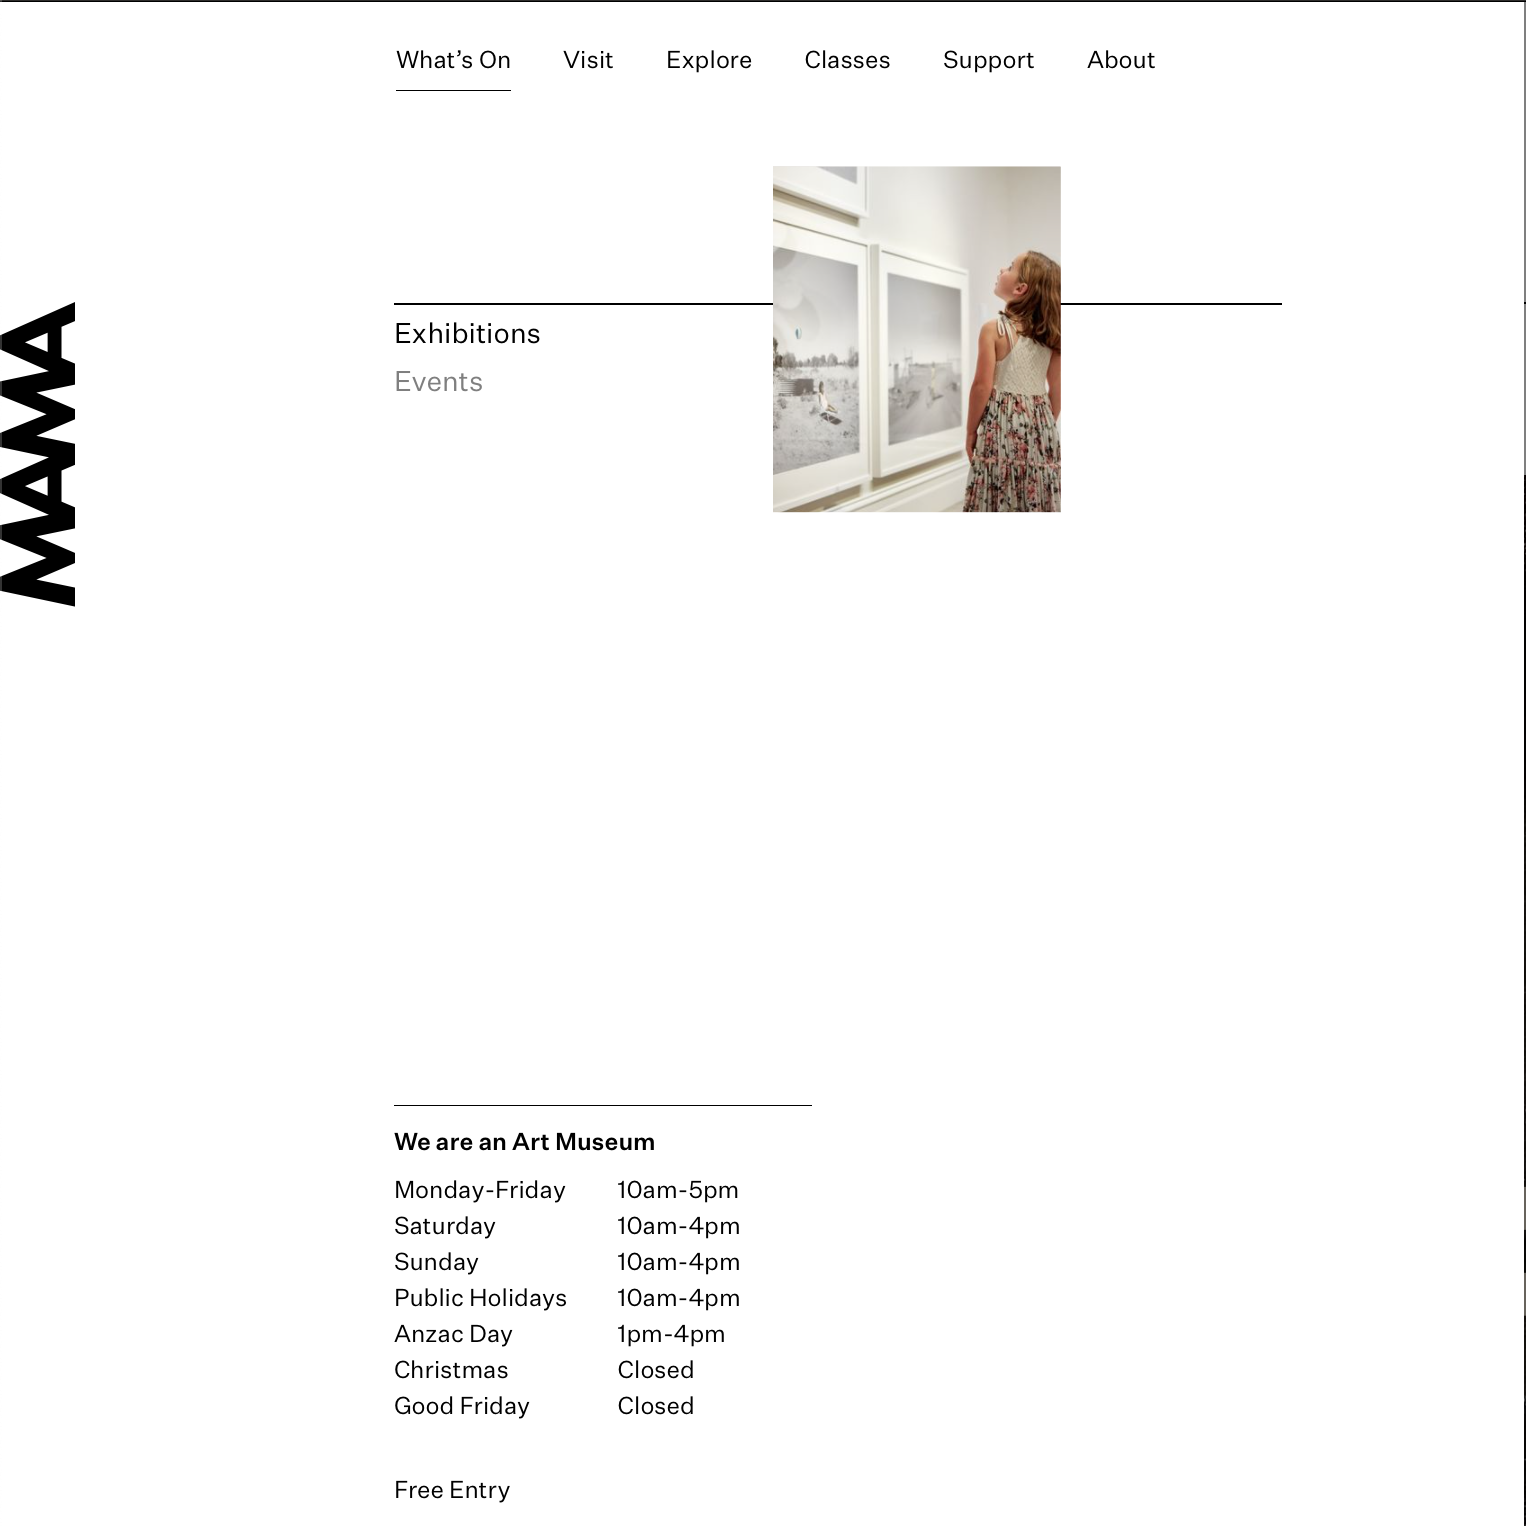 What's On Visit Explore Classes Support About
MAMA
Exhibitions
Events
We are an Art Museum
Monday-Friday 10am-5pm
Saturday 10am-4pm
Sunday 10am-4pm
Public Holidays 10am-4pm
Anzac Day 1pm-4pm
Christmas Closed
Good Friday Closed
Free Entry